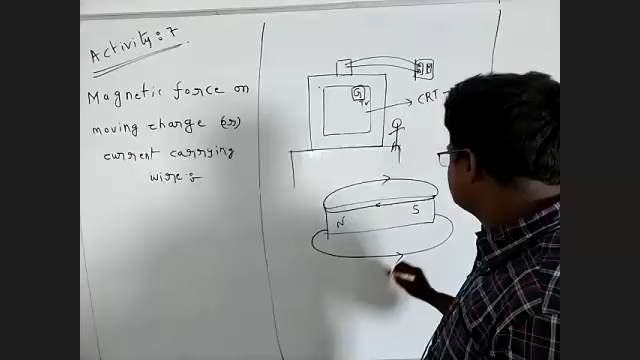 Activity: 7
Magnetic force on
moving charge (or)
current carrying
wire :-
G
CRT
N
S